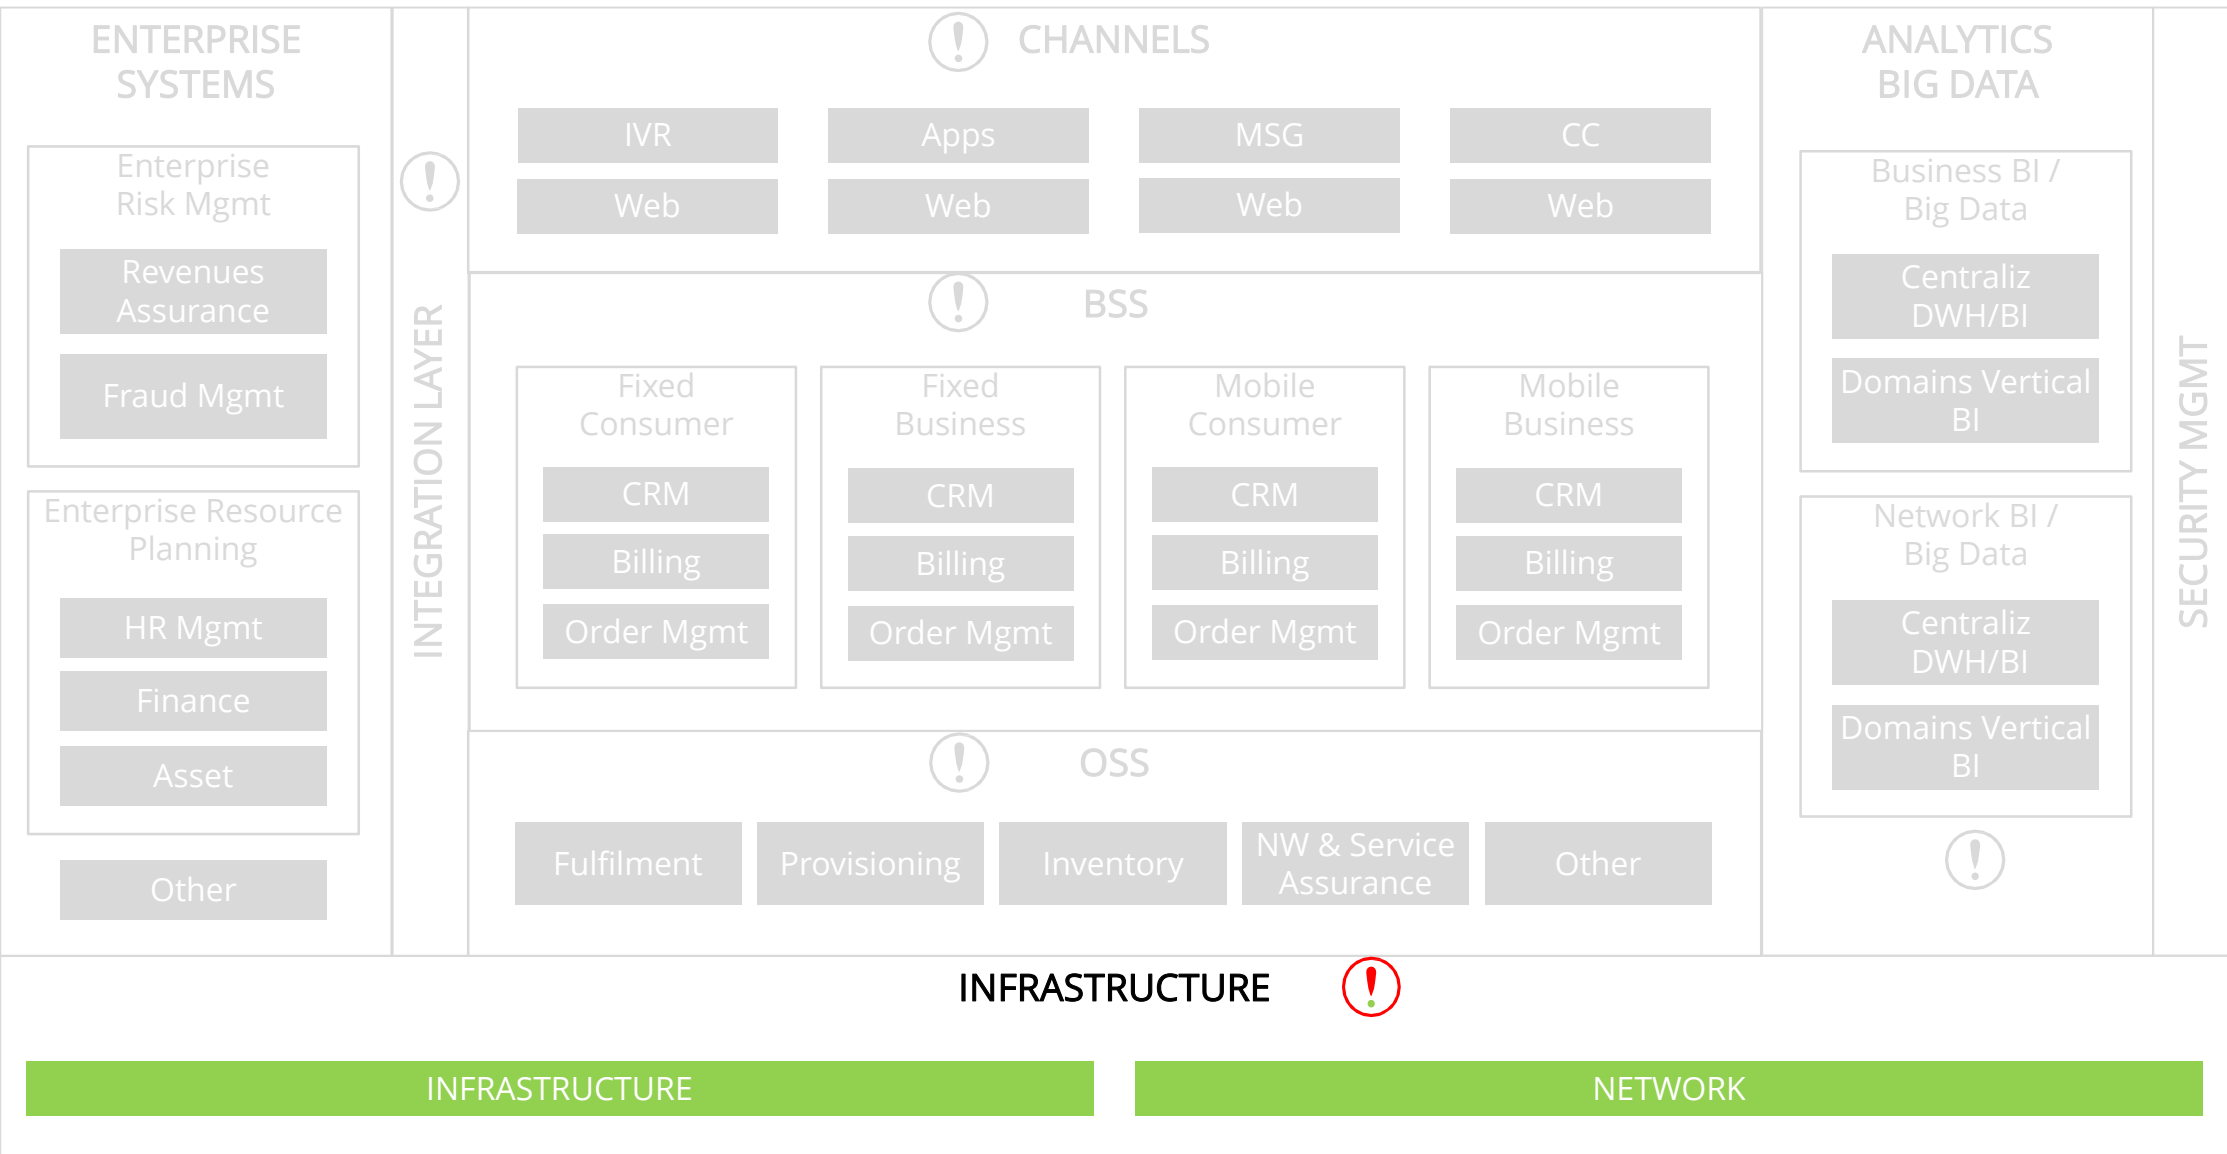 ENTERPRISE
SYSTEMS
Enterprise
Risk Mgmt
Revenues
Assurance
Fraud Mgmt
Enterprise Resource
Planning
HR Mgmt
Finance
Asset
Other
INTEGRATION LAYER
CHANNELS
IVR
Apps
MSG
CC
Web
Web
Web
Web
BSS
Fixed
Consumer
CRM
Billing
Order Mgmt
Fixed
Business
CRM
Billing
Order Mgmt
Mobile
Consumer
CRM
Billing
Order Mgmt
Mobile
Business
CRM
Billing
Order Mgmt
OSS
Fulfilment
Provisioning
Inventory
NW & Service
Assurance
Other
ANALYTICS
BIG DATA
Business BI /
Big Data
Centraliz
DWH/BI
Domains Vertical
BI
Network BI /
Big Data
Centraliz
DWH/BI
Domains Vertical
BI
SECURITY MGMT
INFRASTRUCTURE
INFRASTRUCTURE
NETWORK